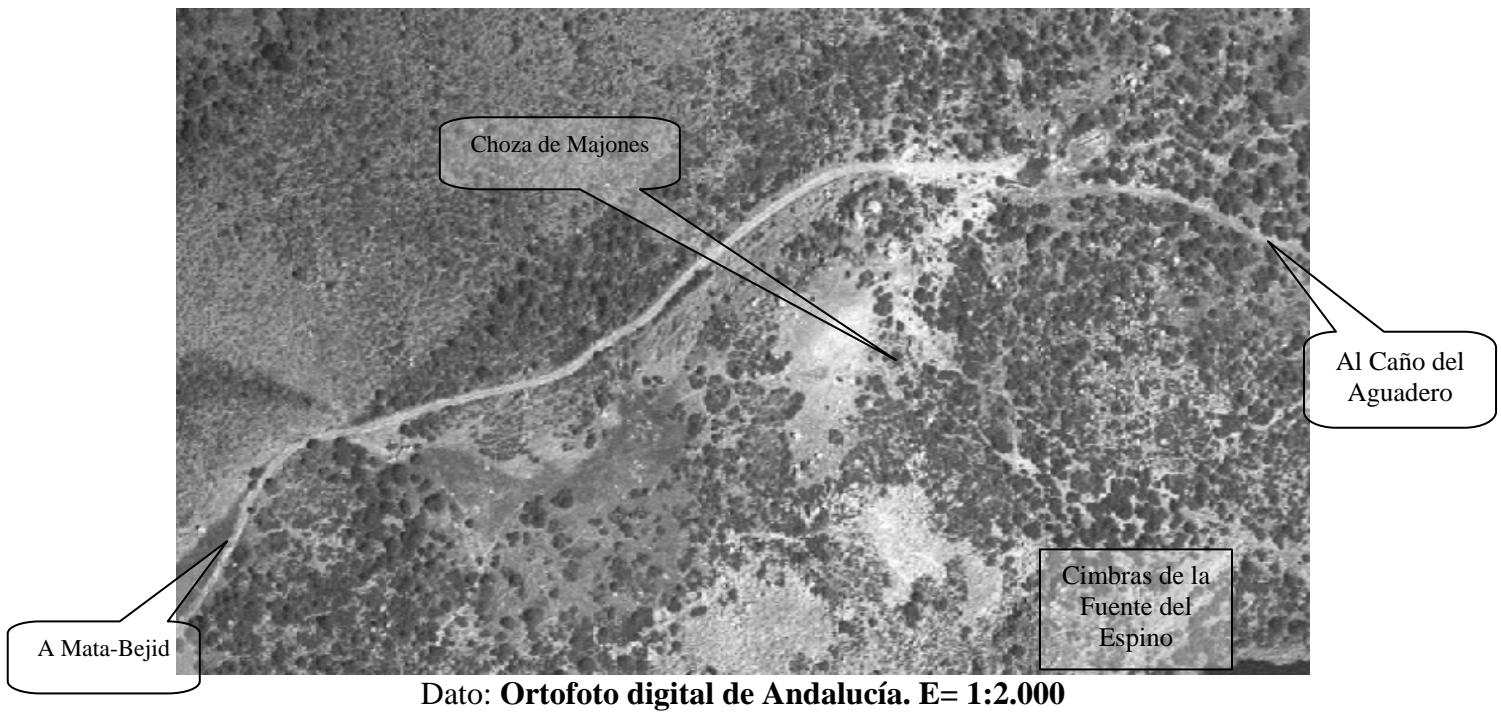 Choza de Majones
Al Caño del
Aguadero
Cimbras de la
Fuente del
Espino
A Mata-Bejid
Dato: Ortofoto digital de Andalucía. E= 1:2.000